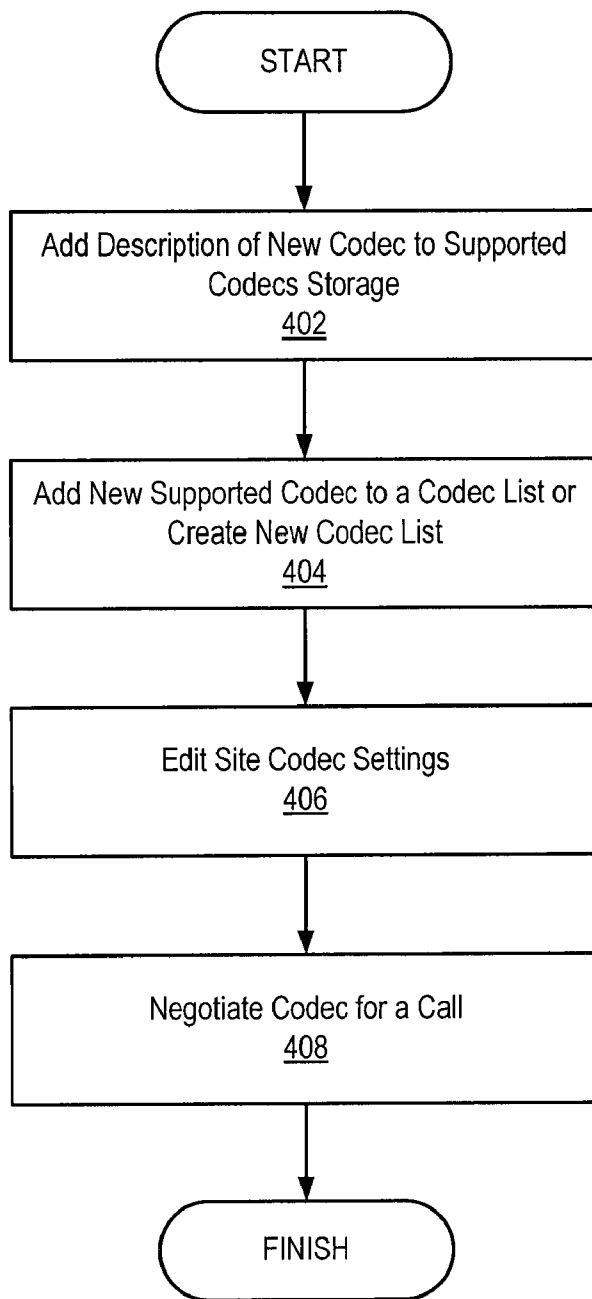 START
Add Description of New Codec to Supported
Codecs Storage
402
Add New Supported Codec to a Codec List or
Create New Codec List
404
Edit Site Codec Settings
406
Negotiate Codec for a Call
408
FINISH